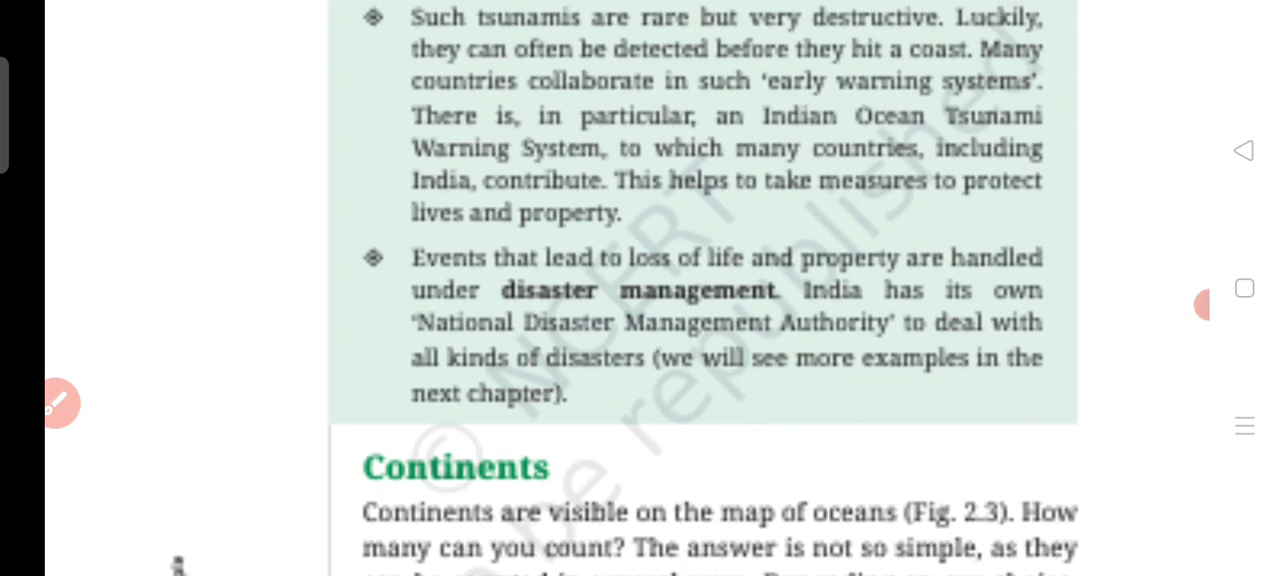 Such tsunamis are rare but very destructive. Luckily,
they can often be detected before they hit a coast. Many
countries collaborate in such ‘early warning systems’.
There is, in particular, an Indian Ocean Tsunami
Warning System, to which many countries, including
India, contribute. This helps to take measures to protect
lives and property.
Events that lead to loss of life and property are handled
under disaster management. India has its own
‘National Disaster Management Authority’ to deal with
all kinds of disasters (we will see more examples in the
next chapter).
Continents
Continents are visible on the map of oceans (Fig. 2.3). How
many can you count? The answer is not so simple, as they
© NCERT
be republished